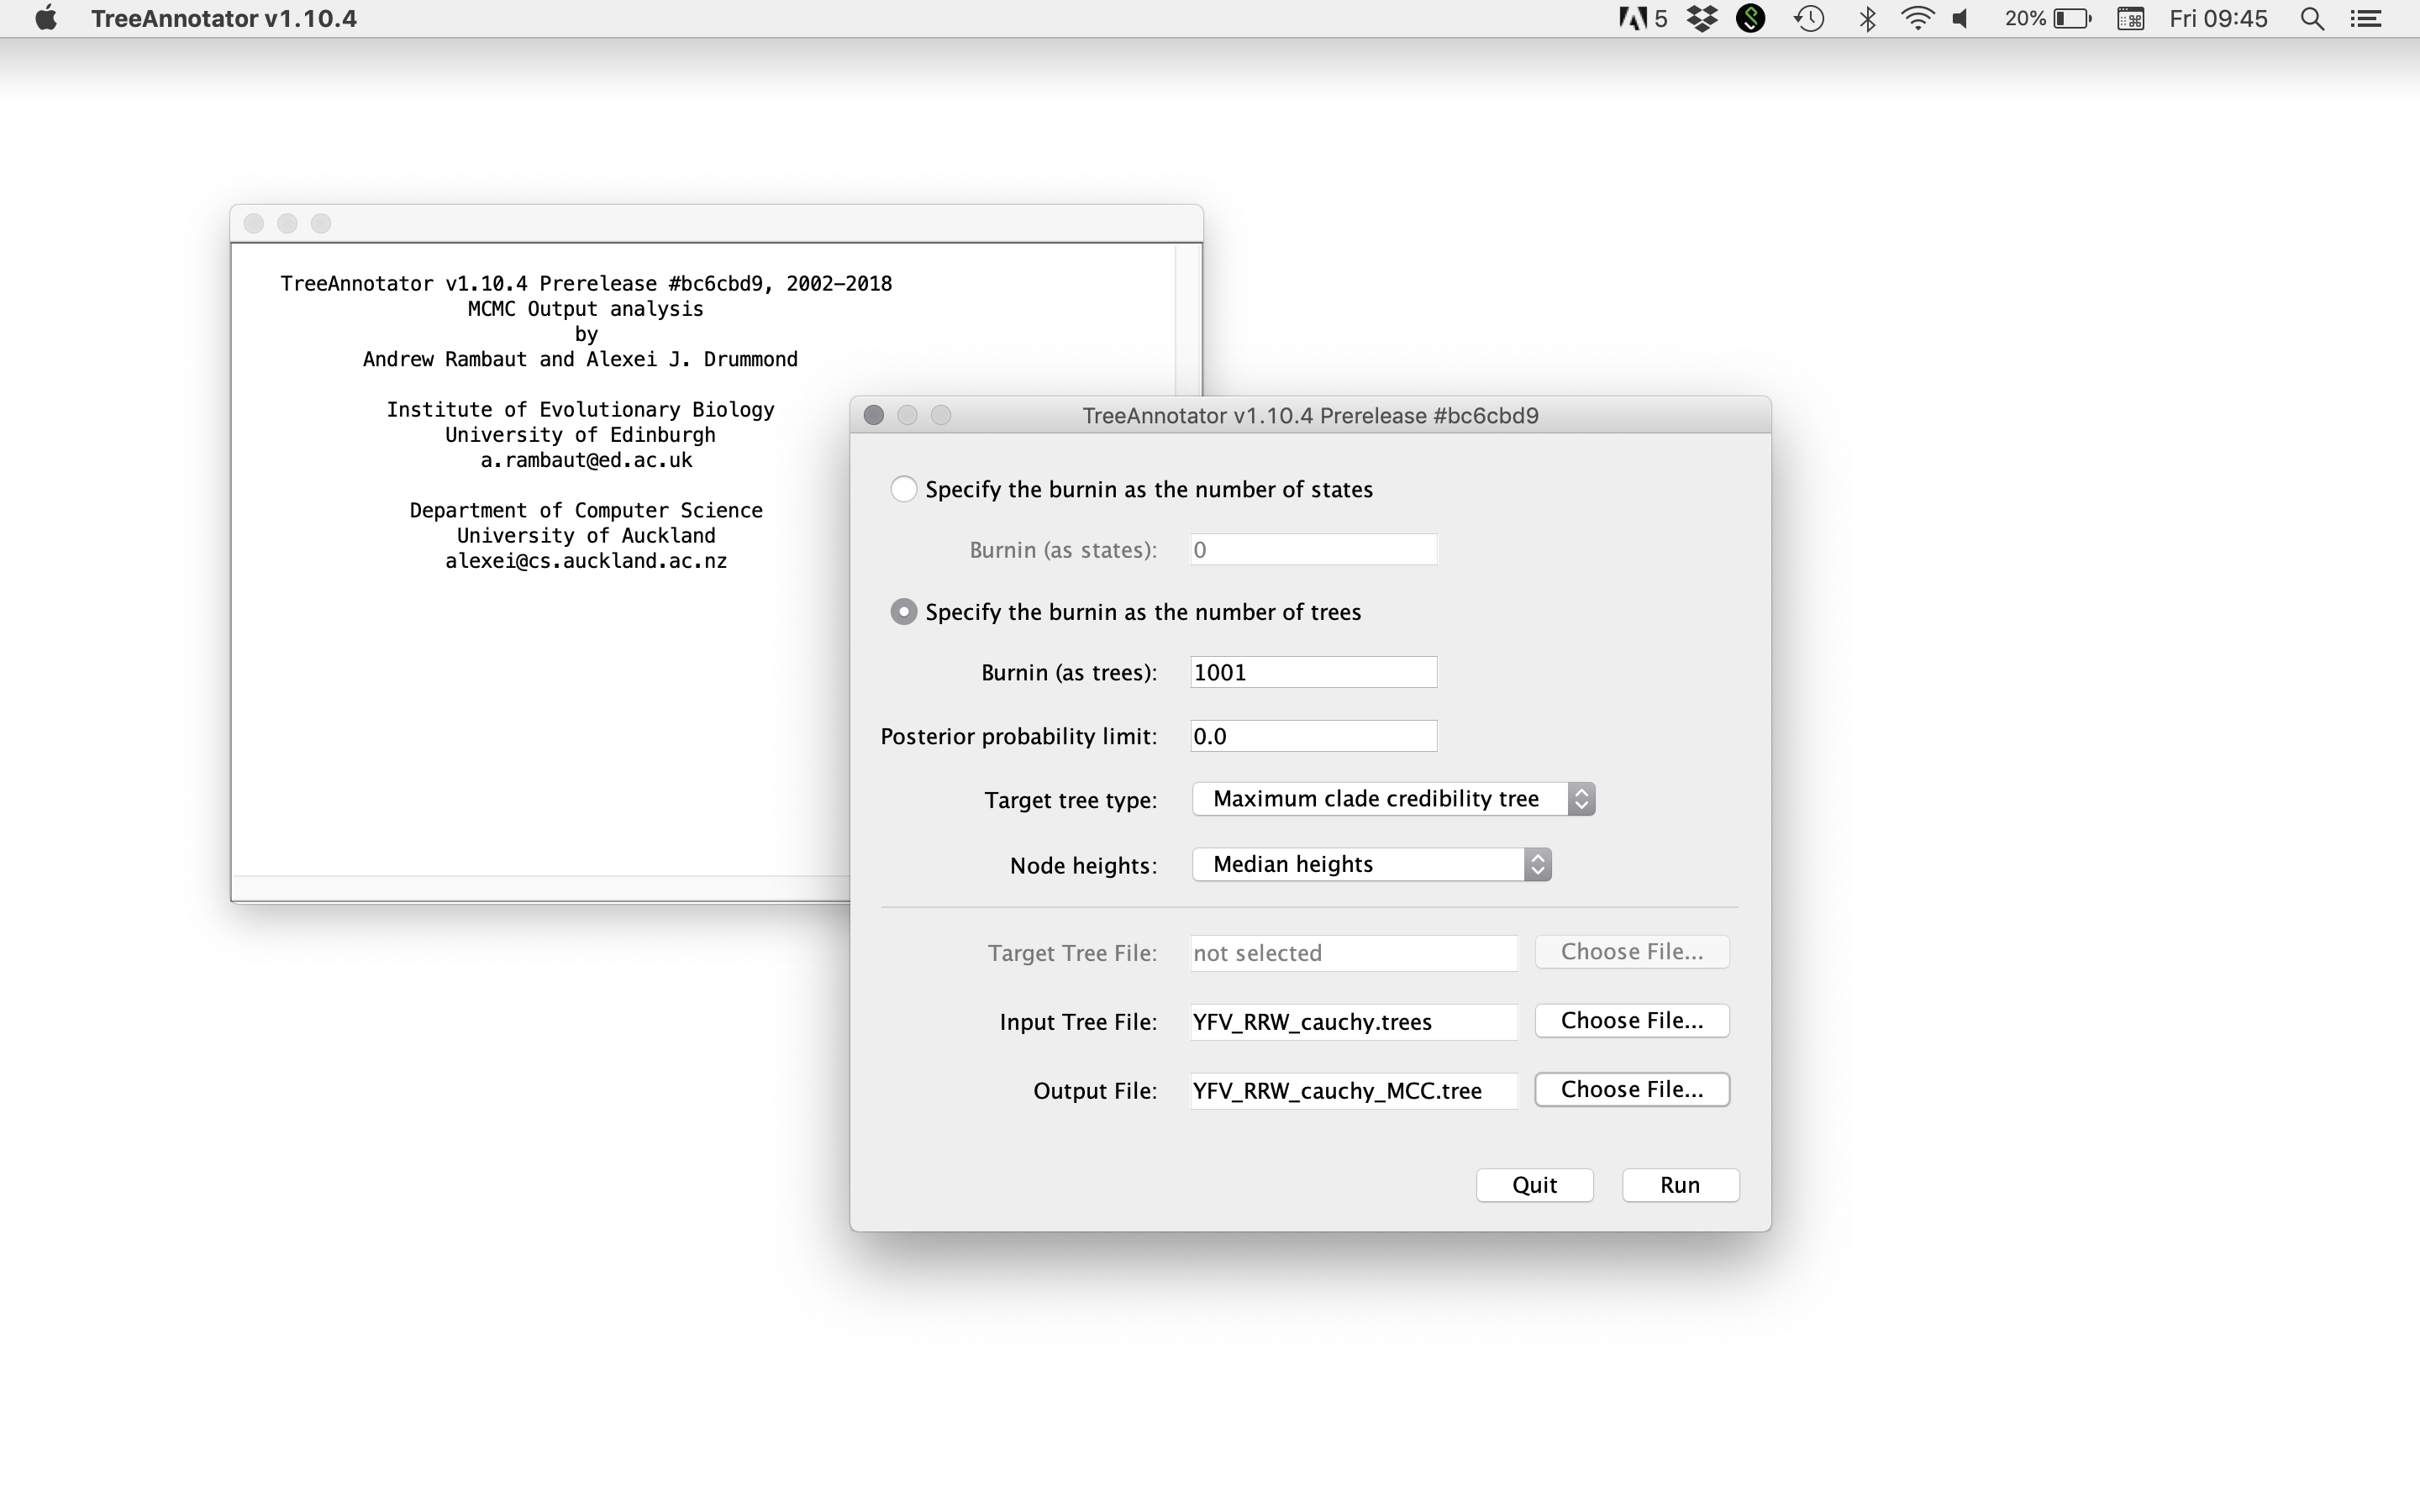 TreeAnnotator v1.10.4
5
20%
Fri 09:45
TreeAnnotator v1.10.4 Prerelease #bc6cbd9, 2002-2018
MCMC Output analysis
by
Andrew Rambaut and Alexei J. Drummond
Institute of Evolutionary Biology
University of Edinburgh
a.rambaut@ed.ac.uk
Department of Computer Science
University of Auckland
alexei@cs.auckland.ac.nz
TreeAnnotator v1.10.4 Prerelease #bc6cbd9
Specify the burnin as the number of states
Burnin (as states): 0
Specify the burnin as the number of trees
Burnin (as trees): 1001
Posterior probability limit: 0.0
Target tree type: Maximum clade credibility tree
Node heights: Median heights
Target Tree File: not selected Choose File...
Input Tree File: YFV_RRW_cauchy.trees Choose File...
Output File: YFV_RRW_cauchy_MCC.tree Choose File...
Quit Run